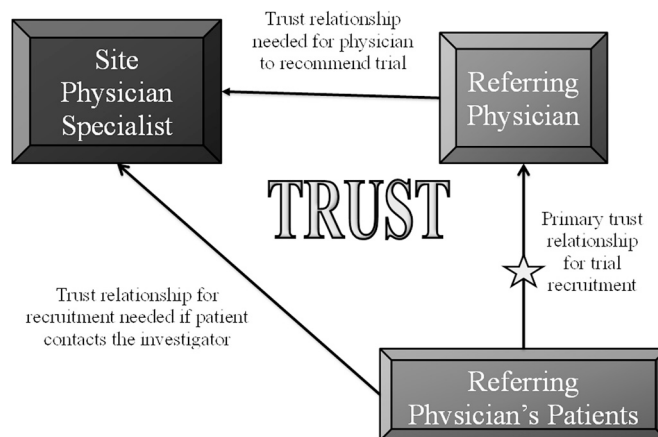 Trust relationship
needed for physician
to recommend trial
Site
Physician
Specialist
Referring
Physician
TRUST
Primary trust
relationship
for trial
recruitment
Trust relationship for
recruitment needed if patient
contacts the investigator
Referring
Physician's Patients